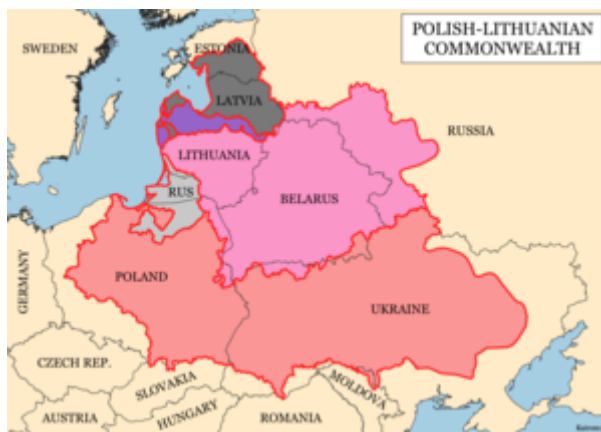 POLISH-LITHUANIAN
COMMONWEALTH
SWEDEN
ESTONIA
LATVIA
RUSSIA
LITHUANIA
RUS
BELARUS
GERMANY
POLAND
UKRAINE
CZECH REP.
SLOVAKIA
MOLDOVA
AUSTRIA
HUNGARY
ROMANIA